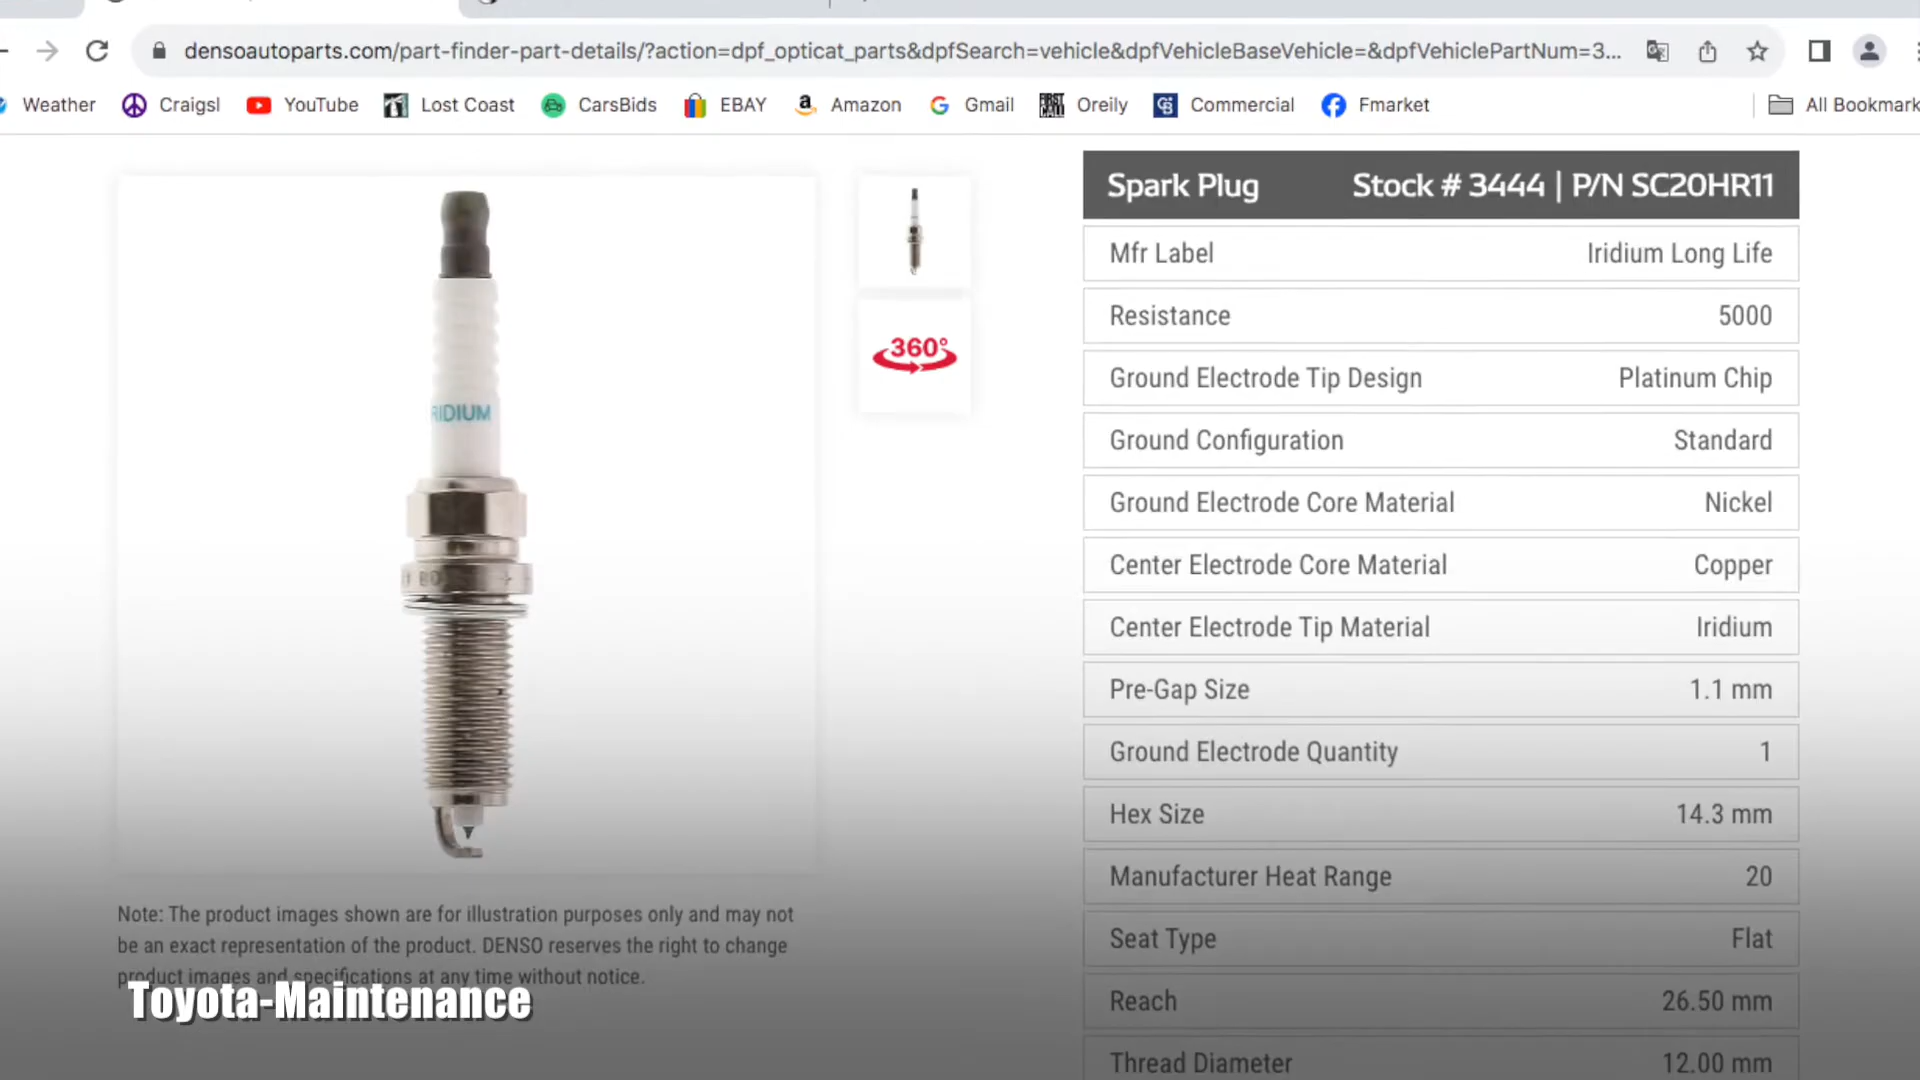 densoautoparts.com/part-finder-part-details/?action=dpf_opticat_parts&dpfSearch=vehicle&dpfVehicleBaseVehicle=&dpfVehiclePartNum=3...
Weather Craigsl YouTube Lost Coast CarsBids EBAY Amazon Gmail Oreily Commercial Fmarket All Bookmark
Spark Plug Stock # 3444 | P/N SC20HR11
Mfr Label Iridium Long Life
Resistance 5000
Ground Electrode Tip Design Platinum Chip
Ground Configuration Standard
Ground Electrode Core Material Nickel
Center Electrode Core Material Copper
Center Electrode Tip Material Iridium
Pre-Gap Size 1.1 mm
Ground Electrode Quantity 1
Hex Size 14.3 mm
Manufacturer Heat Range 20
Seat Type Flat
Reach 26.50 mm
Thread Diameter 12.00 mm
360°
RIDIUM
Note: The product images shown are for illustration purposes only and may not
be an exact representation of the product. DENSO reserves the right to change
product images and specifications at any time without notice.
Toyota-Maintenance